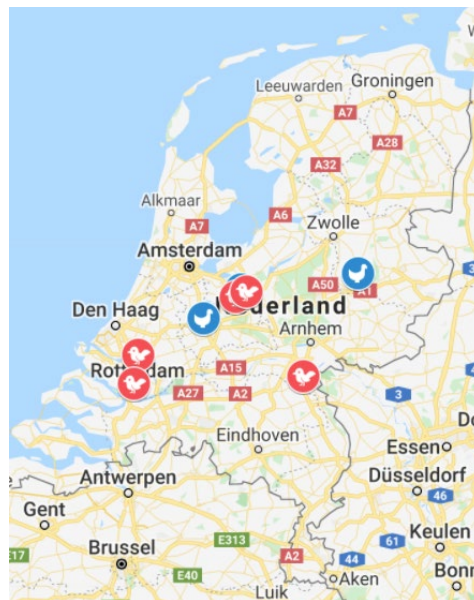 Leeuwarden
Groningen
A7
A28
A32
Alkmaar
A6
Zwolle
A7
Amsterdam
A50
A1
Den Haag
Arnhem
Rotterdam
A15
A27
A2
3
Eindhoven
Essen
Antwerpen
Düsseldorf
Gent
46
E313
61
Keulen
Brussel
A2
44
E17
E40
Aken
Bonn
Luik